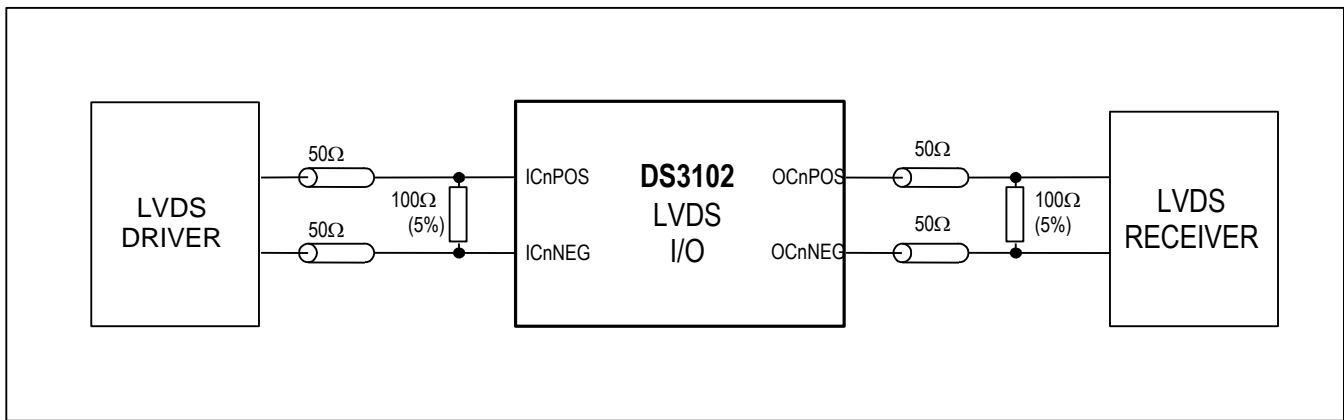 LVDS
DRIVER
50Ω
50Ω
100Ω
(5%)
ICnPOS
ICnNEG
DS3102
LVDS
I/O
OCnPOS
OCnNEG
50Ω
50Ω
100Ω
(5%)
LVDS
RECEIVER